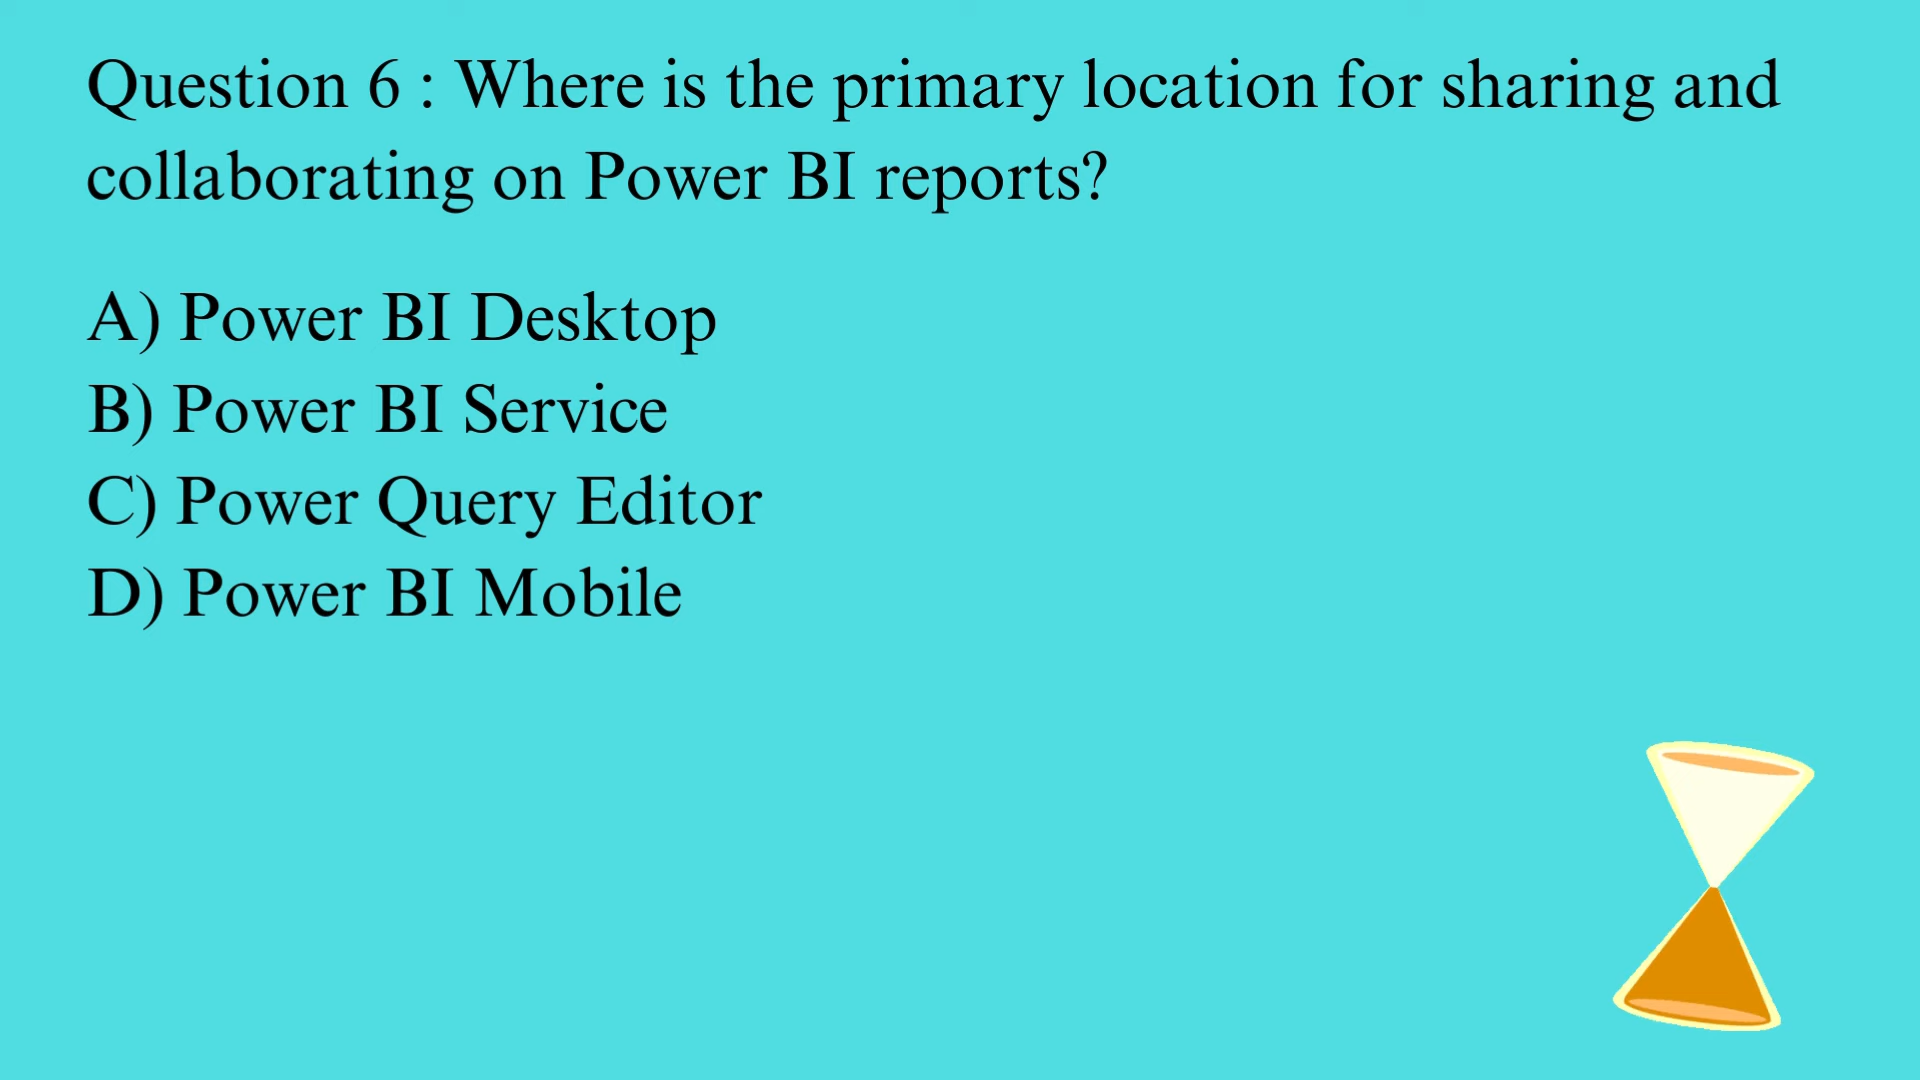 Question 6 : Where is the primary location for sharing and
collaborating on Power BI reports?
A) Power BI Desktop
B) Power BI Service
C) Power Query Editor
D) Power BI Mobile